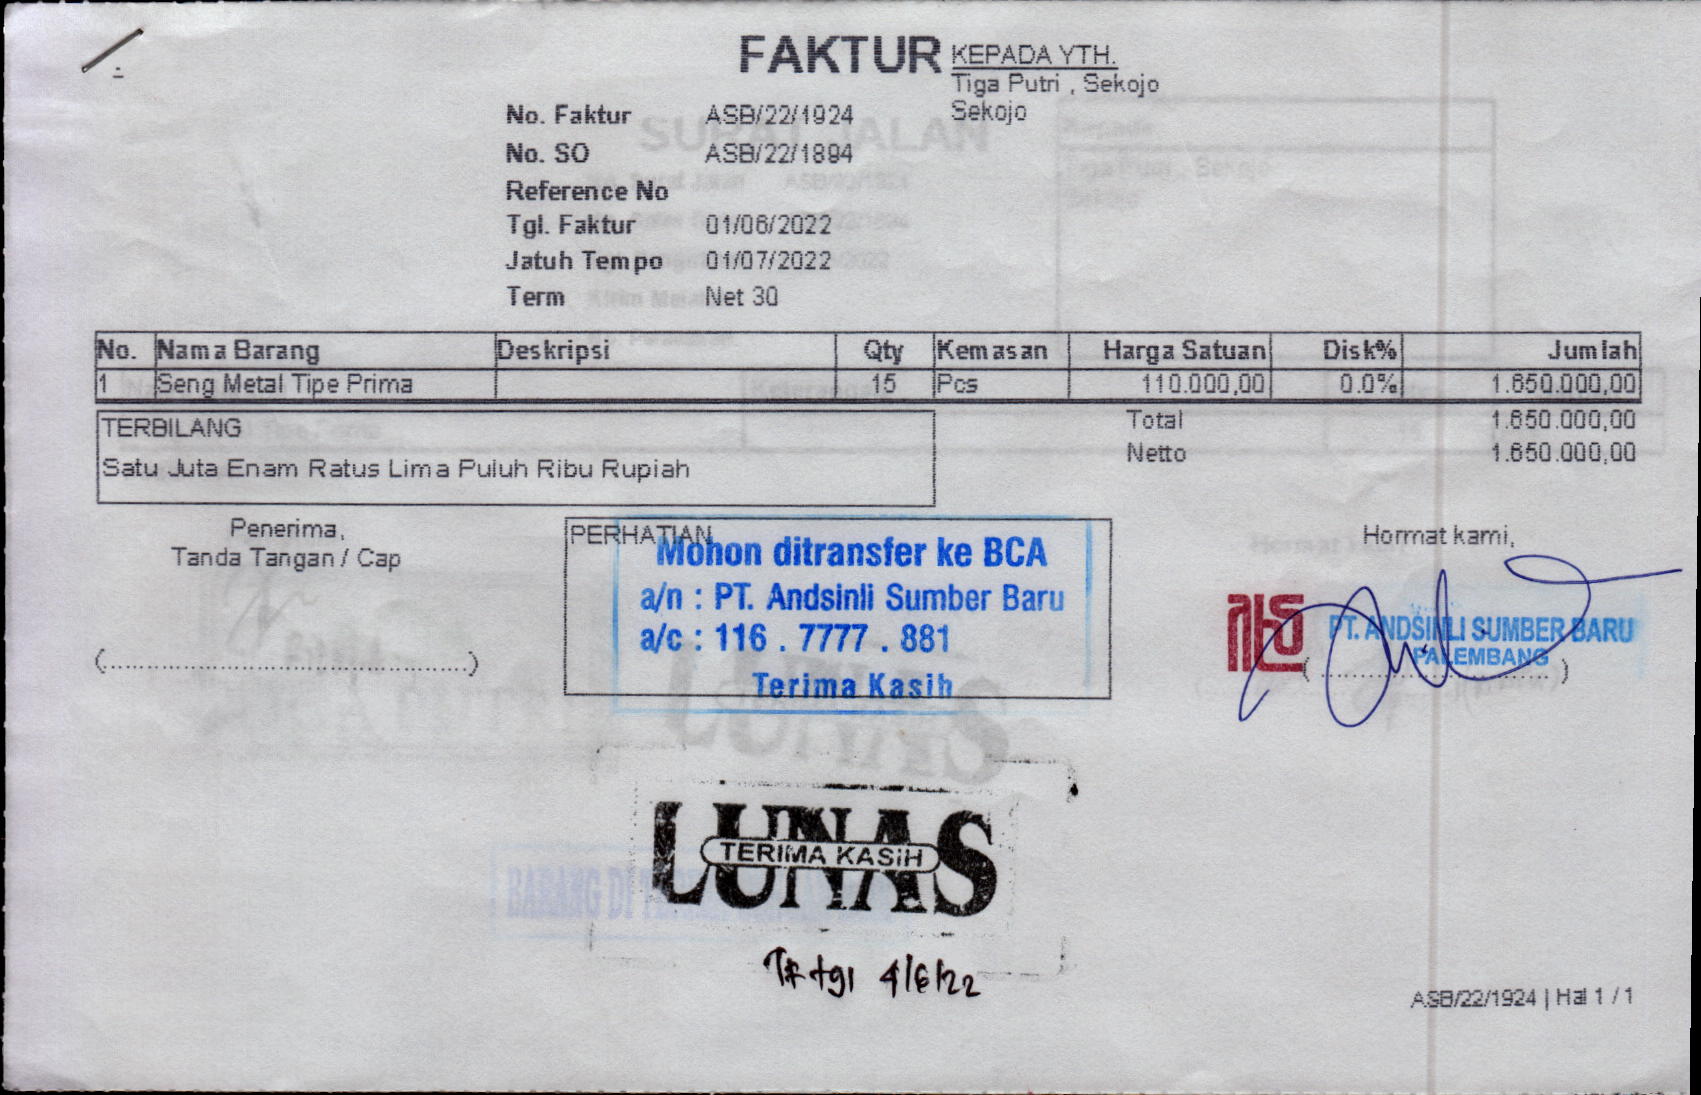 FAKTUR
KEPADA YTH.
Tiga Putri , Sekojo
Sekojo
No. Faktur ASB/22/1924
No. SO ASB/22/1894
Reference No
Tgl. Faktur 01/06/2022
Jatuh Tempo 01/07/2022
Term Net 30
No. Nama Barang Deskripsi Qty Kemasan Harga Satuan Disk% Jumlah
1 Seng Metal Tipe Prima 15 Pcs 110.000,00 0.0% 1.650.000,00
TERBILANG
Satu Juta Enam Ratus Lima Puluh Ribu Rupiah
Total 1.650.000,00
Netto 1.650.000,00
Penerima,
Tanda Tangan / Cap
(....................................)
PERHATIAN
Mohon ditransfer ke BCA
a/n : PT. Andsinli Sumber Baru
a/c : 116 . 7777 . 881
Terima Kasih
Hormat kami,
PT. ANDSINLI SUMBER BARU
PALEMBANG
LUNAS
TERIMA KASiH
TF tgl 4/6/22
ASB/22/1924 | Hal 1 / 1